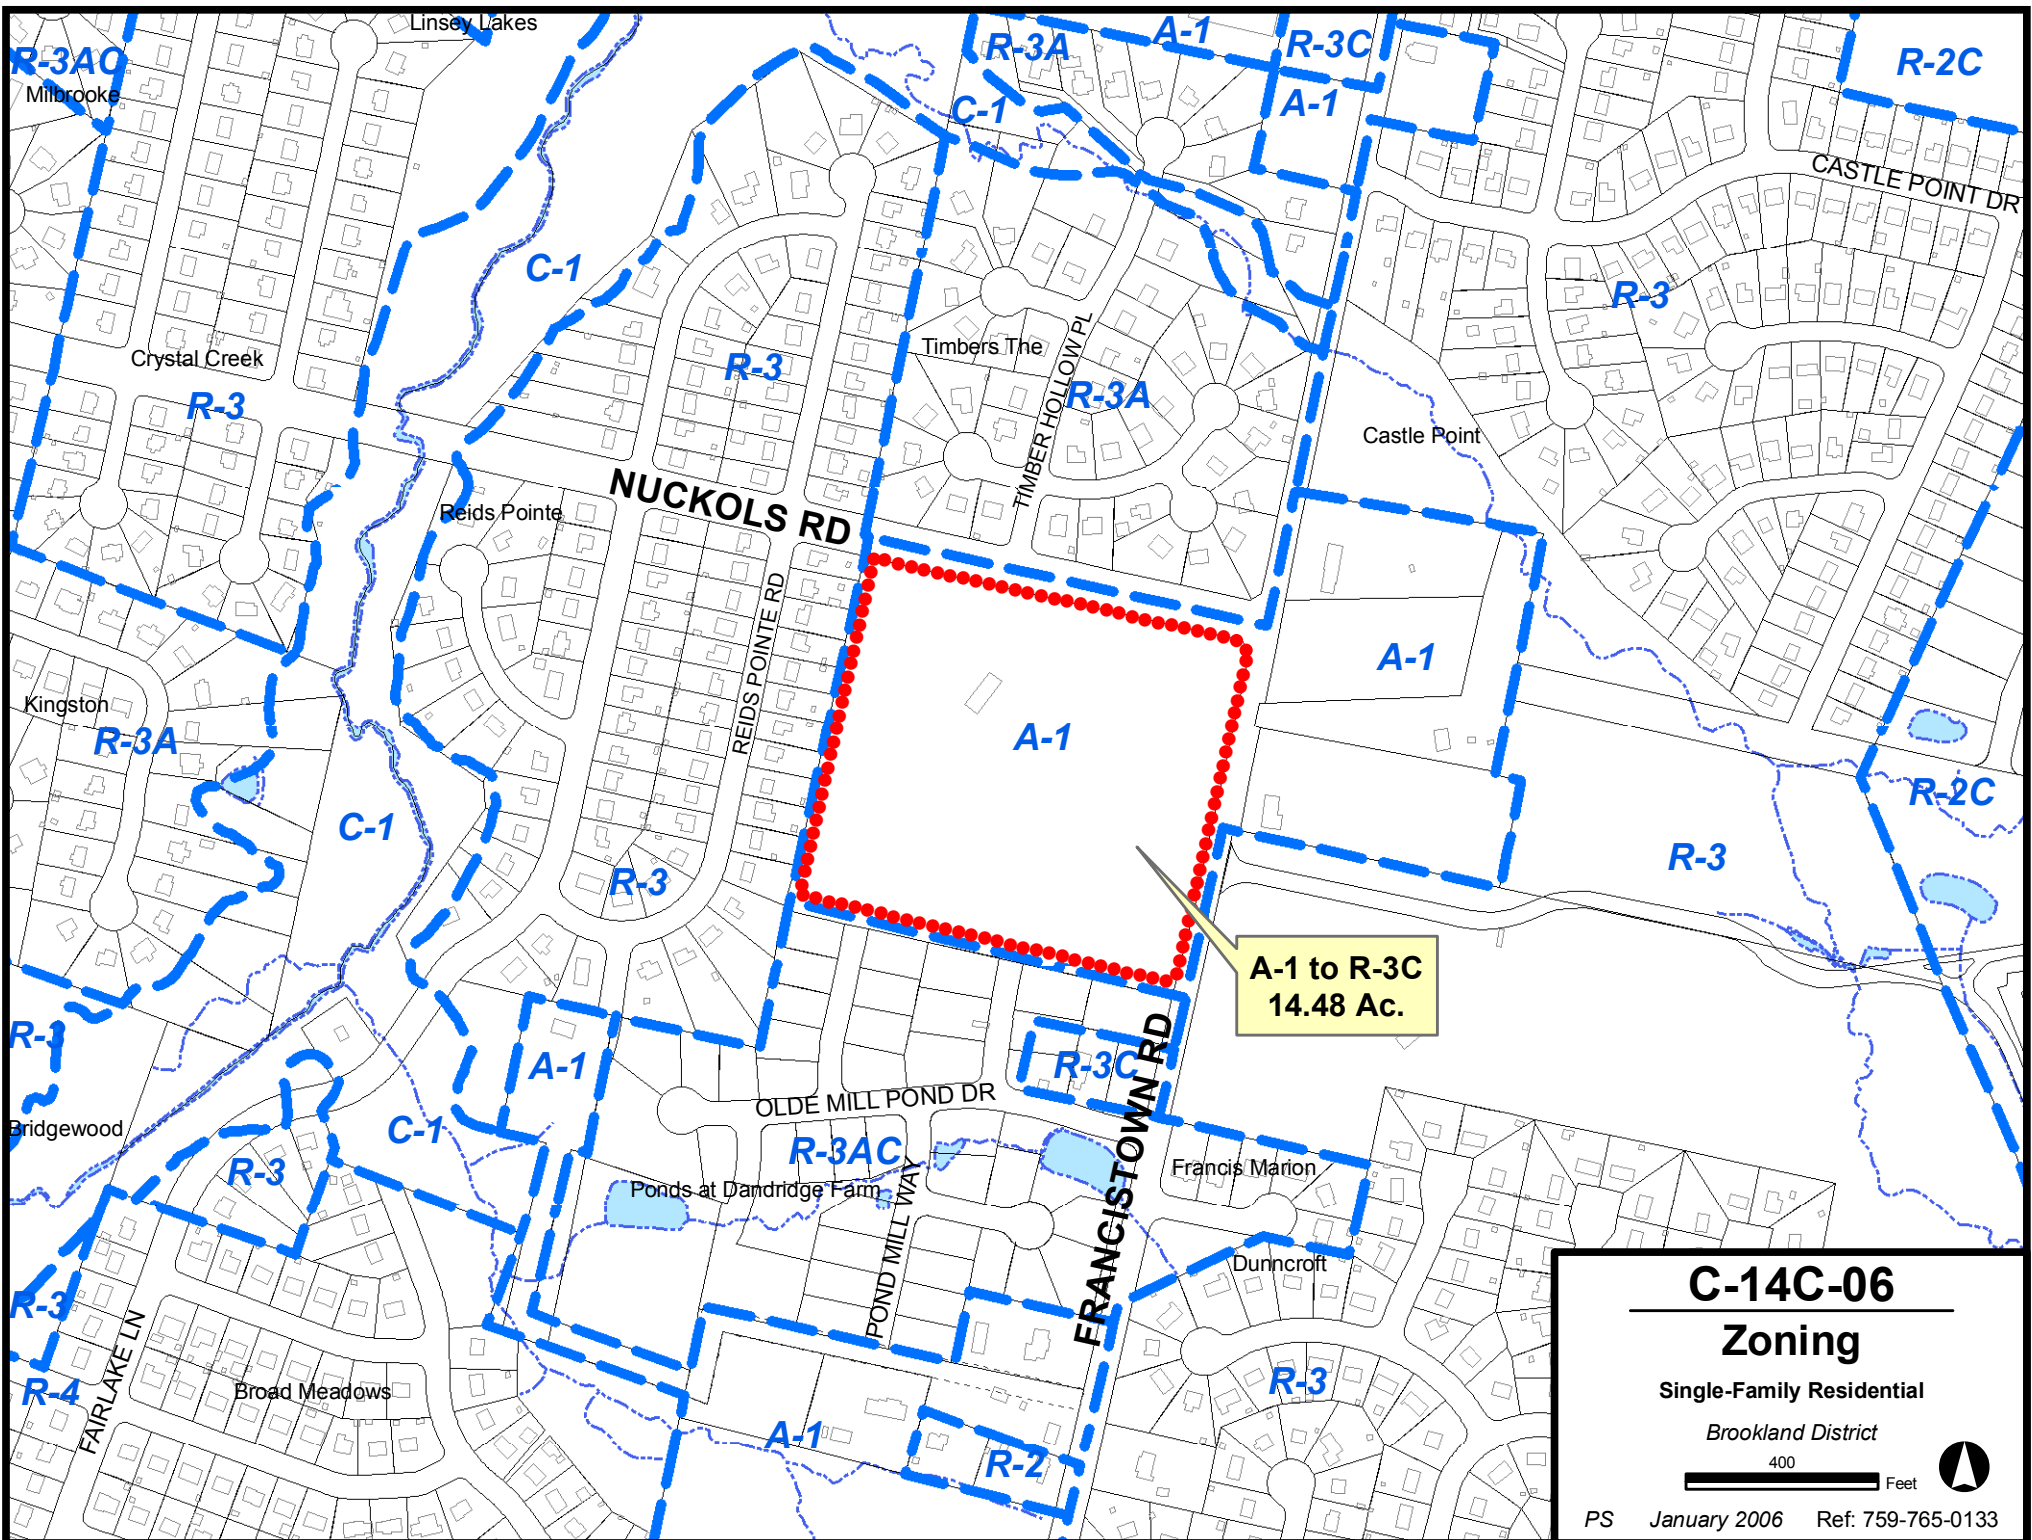 Linsey Lakes
R-3AC
Milbrooke
R-3A
A-1
R-3C
A-1
C-1
R-2C
CASTLE POINT DR
C-1
R-3
Timbers The
TIMBER HOLLOW PL
R-3A
R-3
Crystal Creek
R-3
Castle Point
NUCKOLS RD
Reids Pointe
REIDS POINTE RD
A-1
A-1
Kingston
R-3A
C-1
R-3
R-2C
R-3
A-1 to R-3C
14.48 Ac.
R-3
A-1
R-3C
FRANCISTOWN RD
OLDE MILL POND DR
Bridgewood
C-1
R-3
R-3AC
Francis Marion
Ponds at Dandridge Farm
POND MILL WAY
Dunncroft
R-3
FAIRLAKE LN
R-4
Broad Meadows
A-1
R-2
R-3
C-14C-06
Zoning
Single-Family Residential
Brookland District
400
Feet
PS January 2006 Ref: 759-765-0133